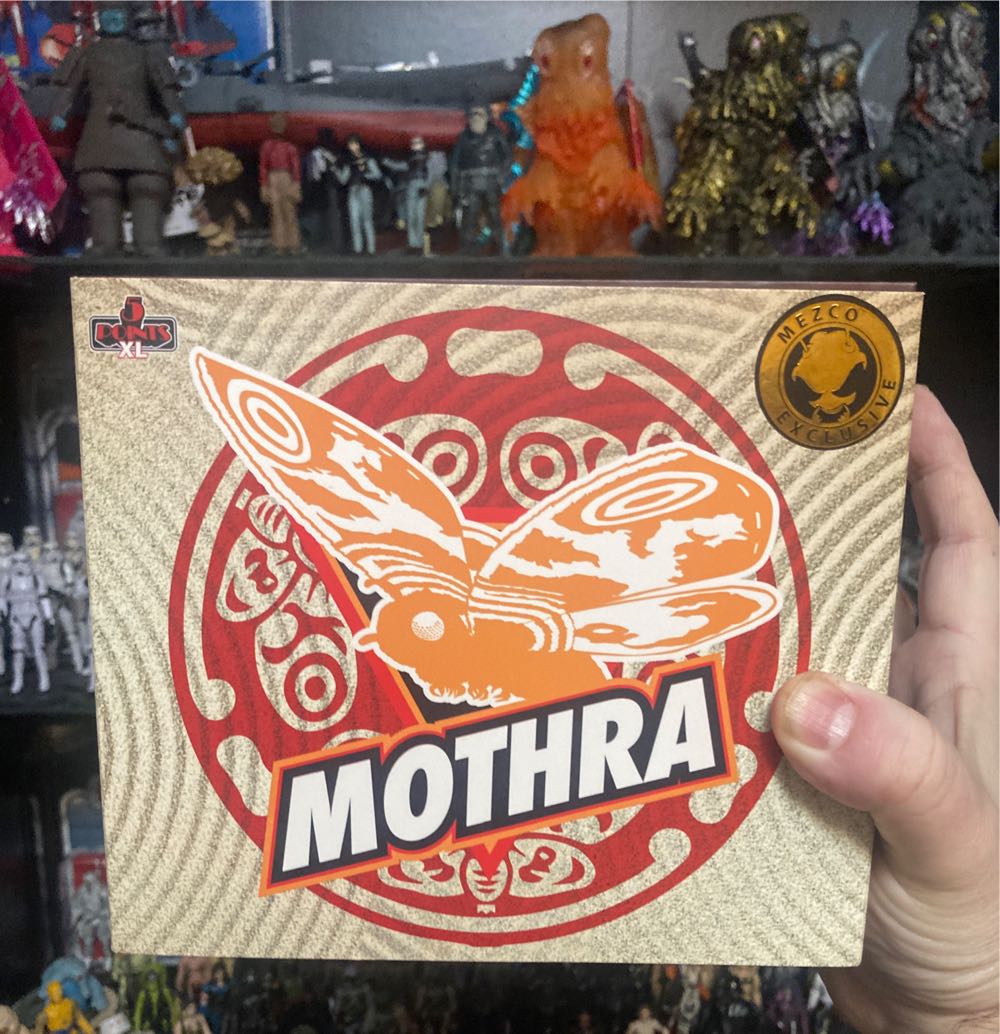 5
POINTS
XL
MEZCO
EXCLUSIVE
MOTHRA